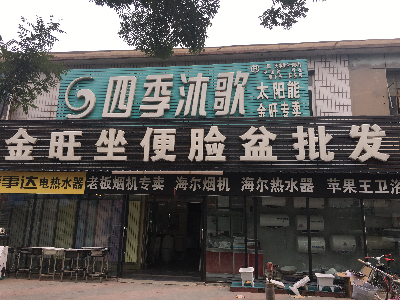 四季沐歌
太阳能
金旺专卖
金旺坐便脸盆批发
事达电热水器 老板烟机专卖 海尔烟机 海尔热水器 苹果王卫浴